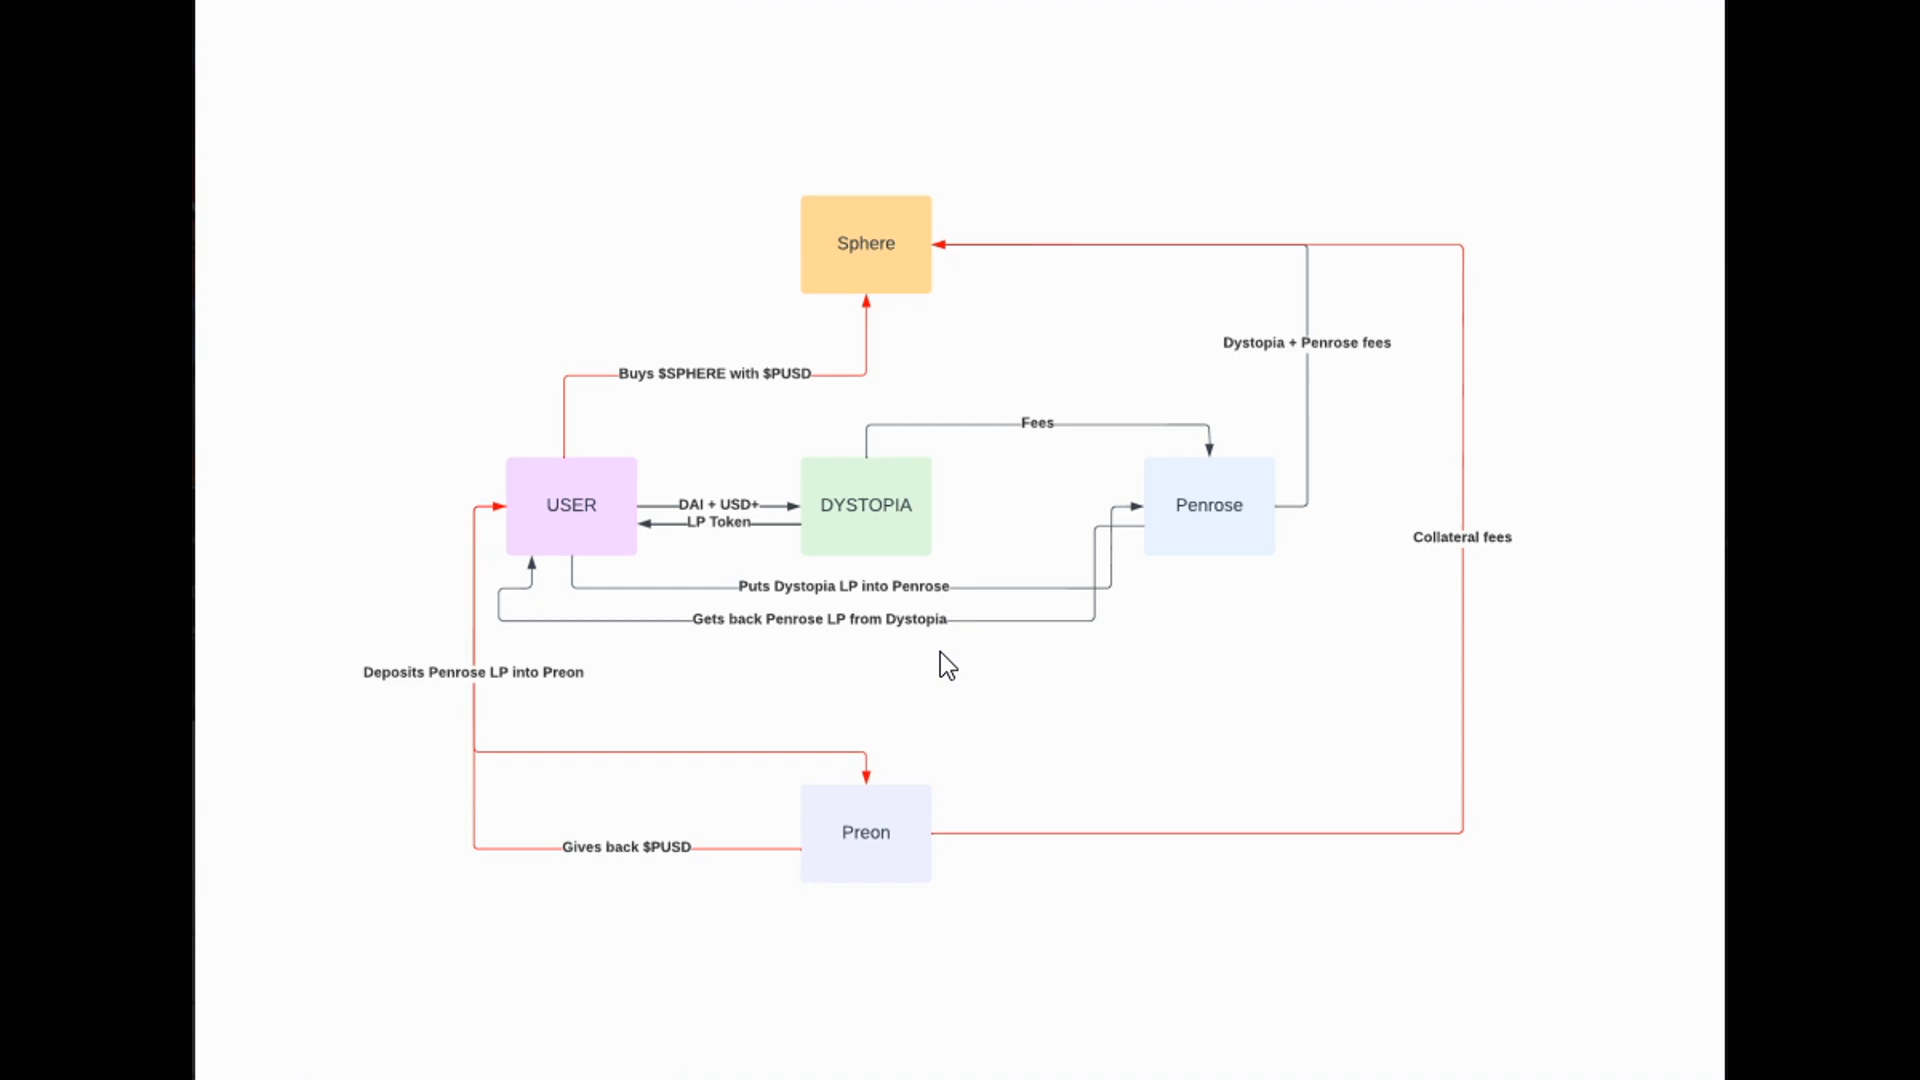 Sphere
Dystopia + Penrose fees
Buys $SPHERE with $PUSD
Fees
USER
DAI + USD+
LP Token
DYSTOPIA
Penrose
Collateral fees
Puts Dystopia LP into Penrose
Gets back Penrose LP from Dystopia
Deposits Penrose LP into Preon
Preon
Gives back $PUSD